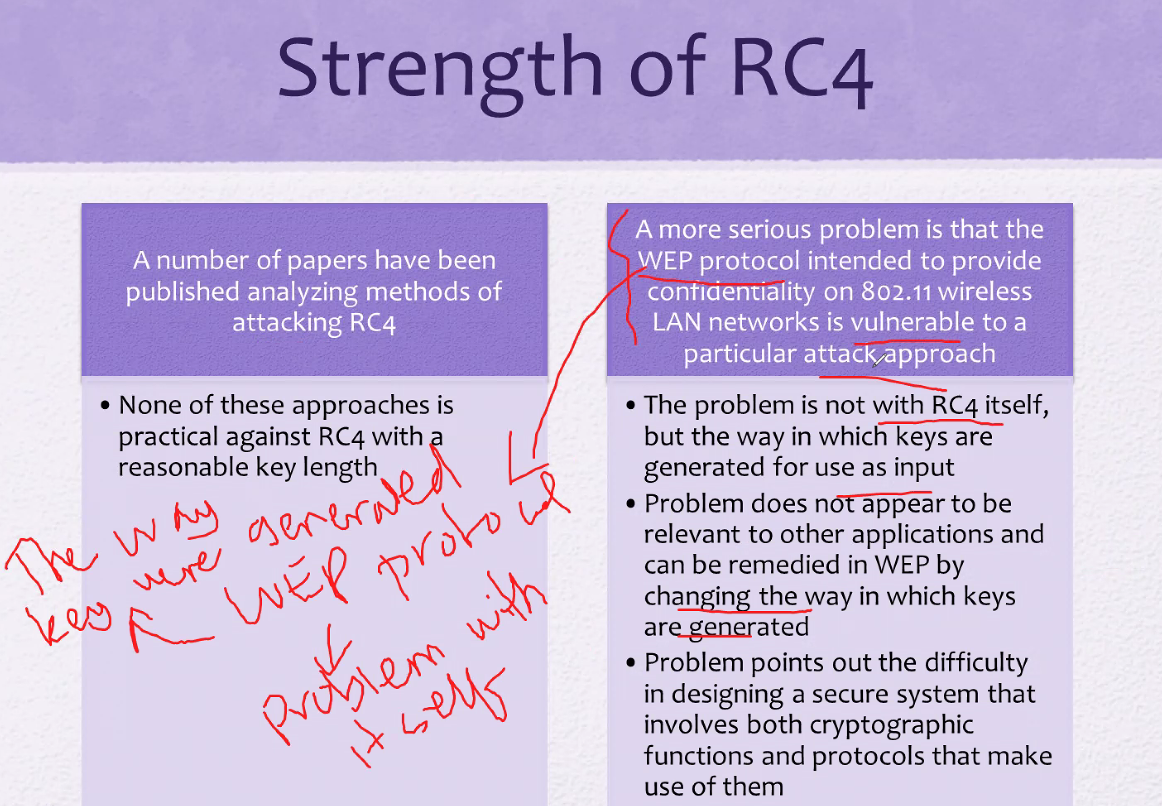 Strength of RC4
A number of papers have been
published analyzing methods of
attacking RC4
• None of these approaches is
practical against RC4 with a
reasonable key length
The way generated
key were
WEP protocol
problem with
itself
A more serious problem is that the
WEP protocol intended to provide
confidentiality on 802.11 wireless
LAN networks is vulnerable to a
particular attack approach
• The problem is not with RC4 itself,
but the way in which keys are
generated for use as input
• Problem does not appear to be
relevant to other applications and
can be remedied in WEP by
changing the way in which keys
are generated
• Problem points out the difficulty
in designing a secure system that
involves both cryptographic
functions and protocols that make
use of them